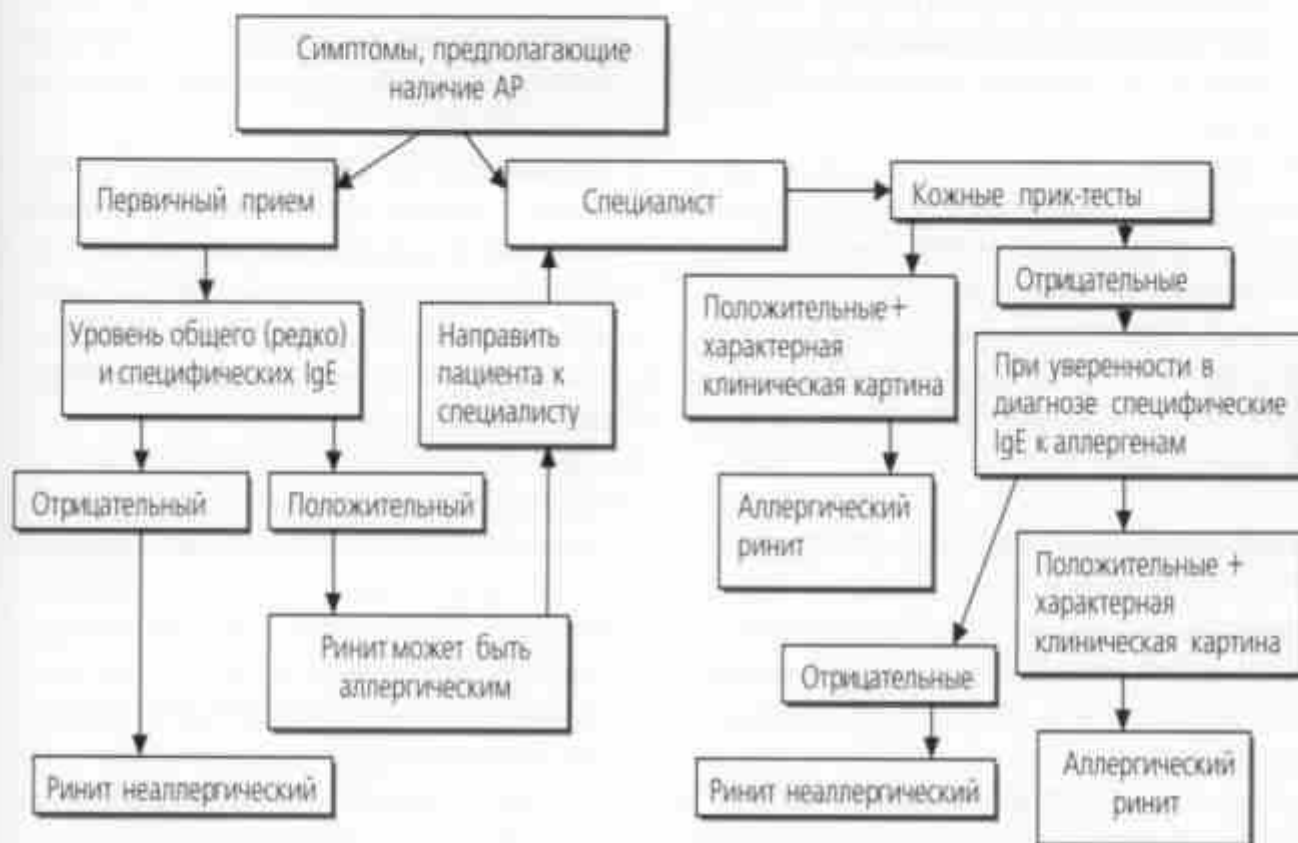 Симптомы, предполагающие
наличие АР
Первичный прием
Специалист
Кожные прик-тесты
Уровень общего (редко)
и специфических IgE
Направить
пациента к
специалисту
Положительные +
характерная
клиническая картина
Отрицательные
При уверенности в
диагнозе специфические
IgE к аллергенам
Отрицательный
Положительный
Аллергический
ринит
Ринит может быть
аллергическим
Отрицательные
Положительные +
характерная
клиническая картина
Ринит неаллергический
Ринит неаллергический
Аллергический
ринит